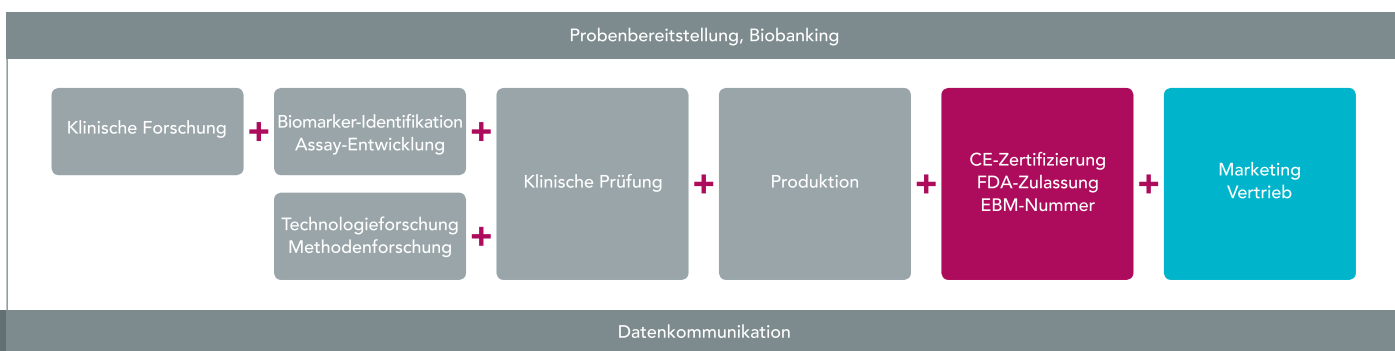 Probenbereitstellung, Biobanking
Klinische Forschung
+
Biomarker-Identifikation
Assay-Entwicklung
+
Technologieforschung
Methodenforschung
+
Klinische Prüfung
+
Produktion
+
CE-Zertifizierung
FDA-Zulassung
EBM-Nummer
+
Marketing
Vertrieb
Datenkommunikation